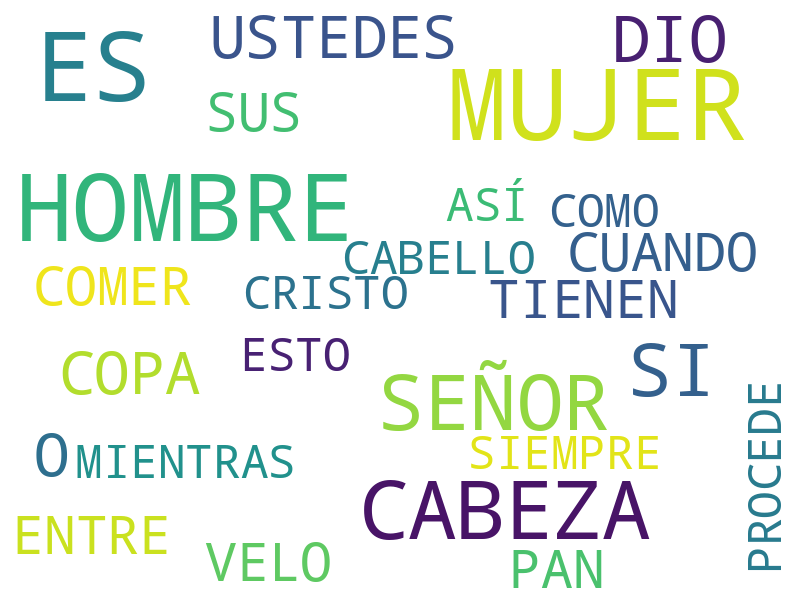 ES
USTEDES
DIO
SUS
MUJER
HOMBRE
ASÍ
COMO
CABELLO
CUANDO
COMER
CRISTO
TIENEN
COPA
ESTO
SEÑOR
SI
PROCEDE
O
MIENTRAS
SIEMPRE
CABEZA
ENTRE
VELO
PAN